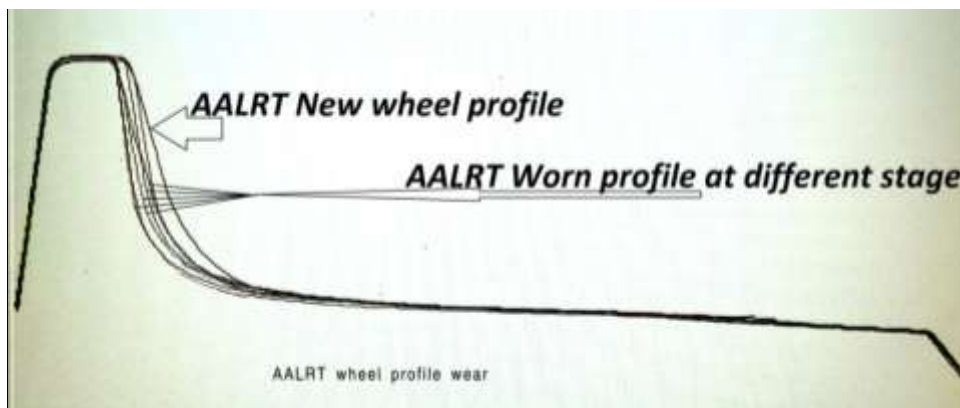 AALRT New wheel profile
AALRT Worn profile at different stage
AALRT wheel profile wear